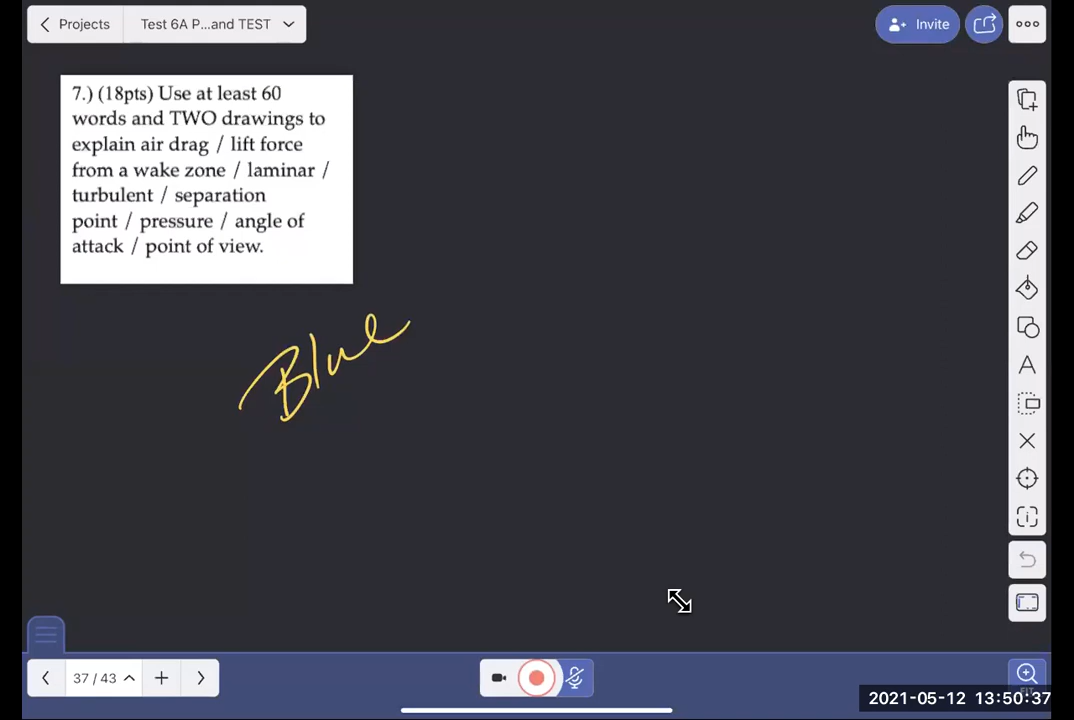 Projects
Test 6A P...and TEST
Invite
7.) (18pts) Use at least 60
words and TWO drawings to
explain air drag / lift force
from a wake zone / laminar /
turbulent / separation
point / pressure / angle of
attack / point of view.
Blue
A
37 / 43
FIT
2021-05-12 13:50:37